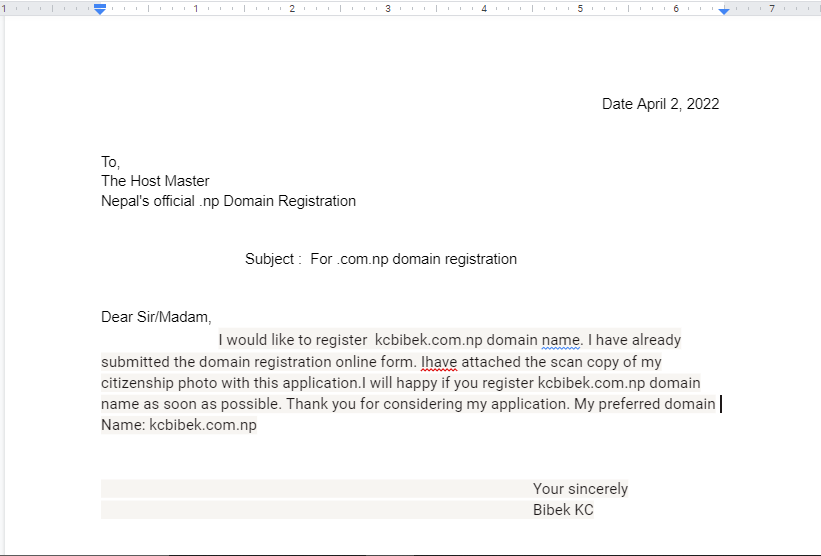 1 1 2 3 4 5 6 7
Date April 2, 2022
To,
The Host Master
Nepal's official .np Domain Registration
Subject :  For .com.np domain registration
Dear Sir/Madam,
I would like to register  kcbibek.com.np domain name. I have already
submitted the domain registration online form. Ihave attached the scan copy of my
citizenship photo with this application.I will happy if you register kcbibek.com.np domain
name as soon as possible. Thank you for considering my application. My preferred domain
Name: kcbibek.com.np
Your sincerely
Bibek KC